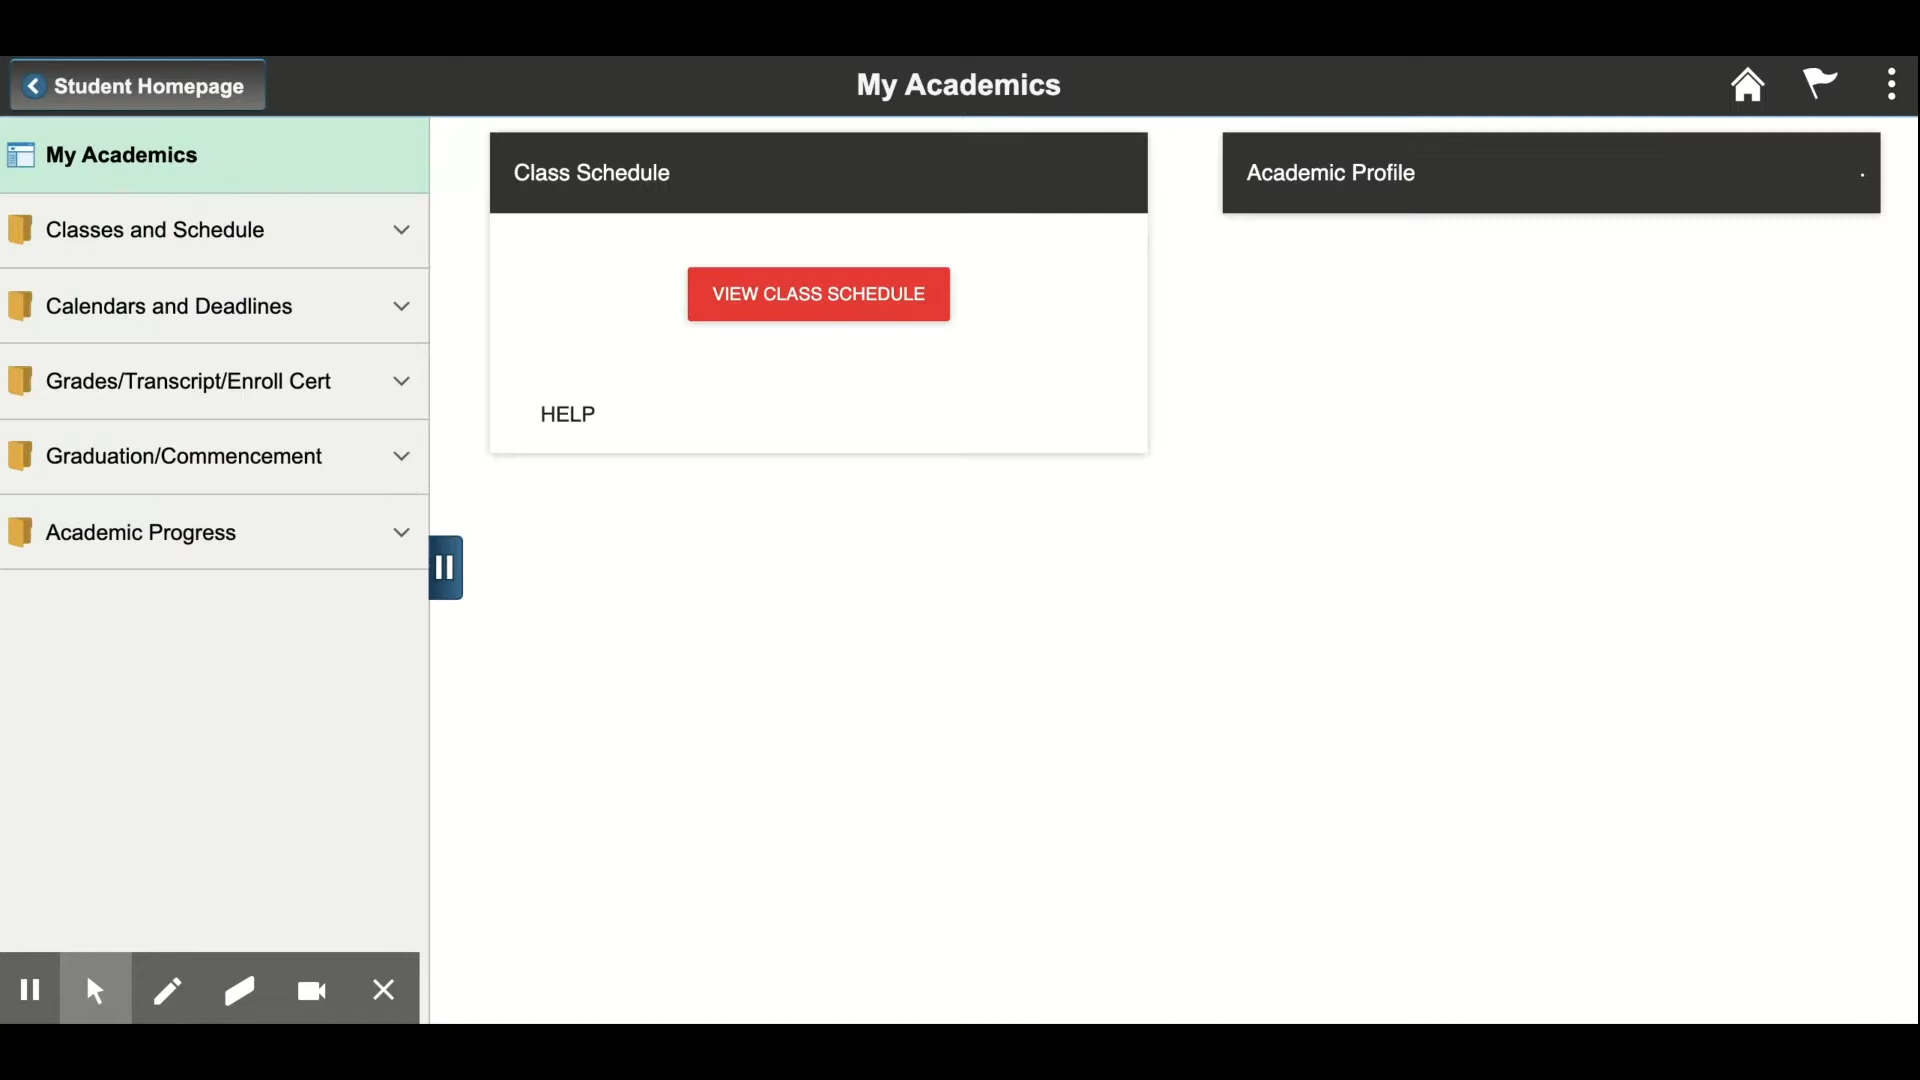 Student Homepage
My Academics
My Academics
Classes and Schedule
Calendars and Deadlines
Grades/Transcript/Enroll Cert
Graduation/Commencement
Academic Progress
Class Schedule
VIEW CLASS SCHEDULE
HELP
Academic Profile